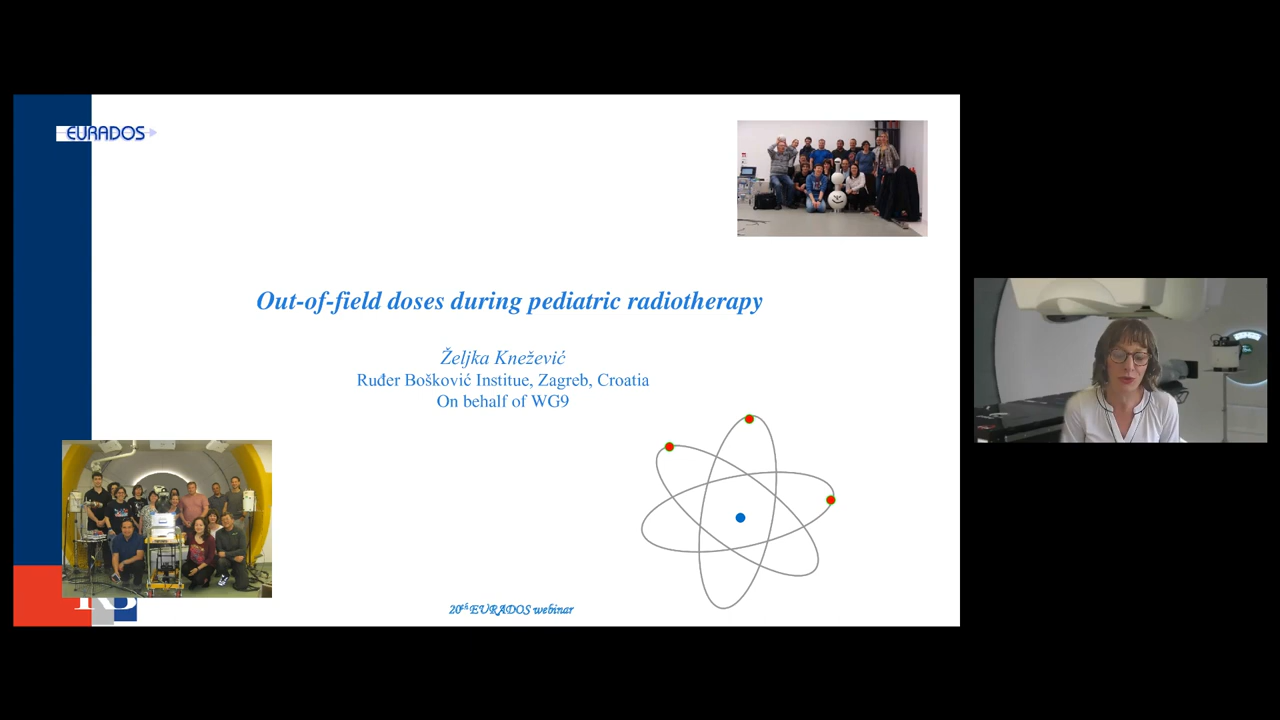 EURADOS
Out-of-field doses during pediatric radiotherapy
Željka Knežević
Ruđer Bošković Institue, Zagreb, Croatia
On behalf of WG9
20th EURADOS webinar